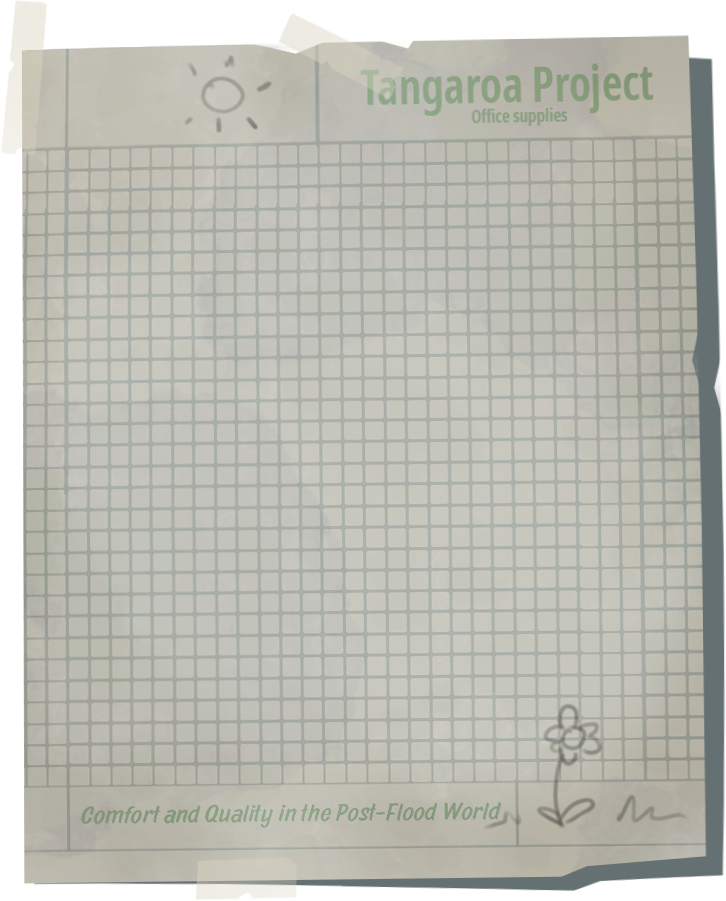 Tangaroa Project
Office supplies
Comfort and Quality in the Post-Flood World